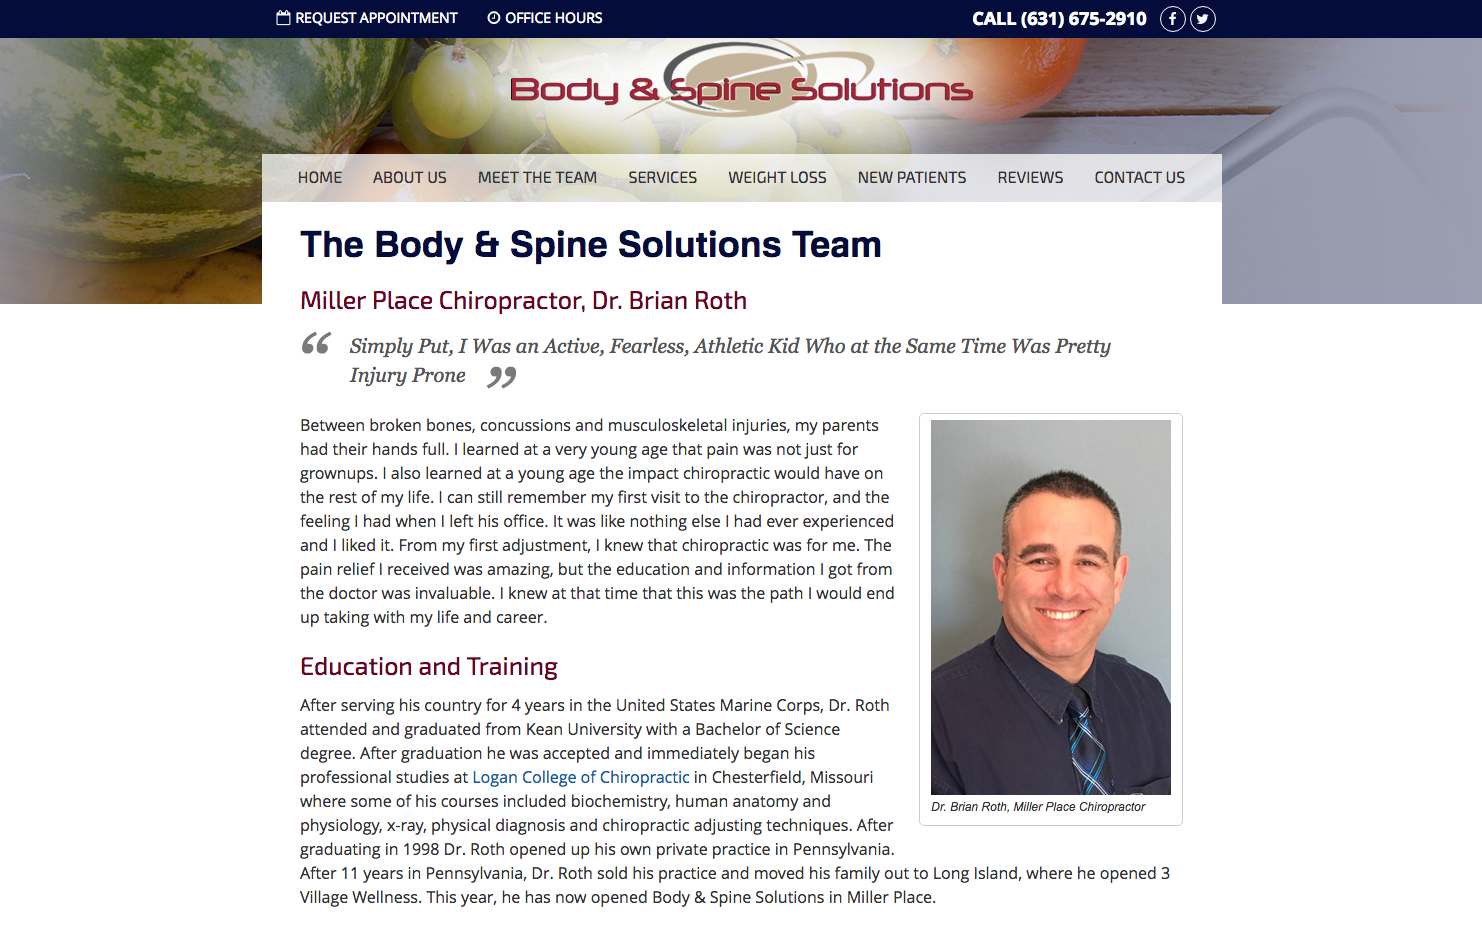 REQUEST APPOINTMENT
OFFICE HOURS
CALL (631) 675-2910
Body & Spine Solutions
HOME
ABOUT US
MEET THE TEAM
SERVICES
WEIGHT LOSS
NEW PATIENTS
REVIEWS
CONTACT US
The Body & Spine Solutions Team
Miller Place Chiropractor, Dr. Brian Roth
“ Simply Put, I Was an Active, Fearless, Athletic Kid Who at the Same Time Was Pretty
Injury Prone ”
Between broken bones, concussions and musculoskeletal injuries, my parents
had their hands full. I learned at a very young age that pain was not just for
grownups. I also learned at a young age the impact chiropractic would have on
the rest of my life. I can still remember my first visit to the chiropractor, and the
feeling I had when I left his office. It was like nothing else I had ever experienced
and I liked it. From my first adjustment, I knew that chiropractic was for me. The
pain relief I received was amazing, but the education and information I got from
the doctor was invaluable. I knew at that time that this was the path I would end
up taking with my life and career.
Dr. Brian Roth, Miller Place Chiropractor
Education and Training
After serving his country for 4 years in the United States Marine Corps, Dr. Roth
attended and graduated from Kean University with a Bachelor of Science
degree. After graduation he was accepted and immediately began his
professional studies at Logan College of Chiropractic in Chesterfield, Missouri
where some of his courses included biochemistry, human anatomy and
physiology, x-ray, physical diagnosis and chiropractic adjusting techniques. After
graduating in 1998 Dr. Roth opened up his own private practice in Pennsylvania.
After 11 years in Pennsylvania, Dr. Roth sold his practice and moved his family out to Long Island, where he opened 3
Village Wellness. This year, he has now opened Body & Spine Solutions in Miller Place.